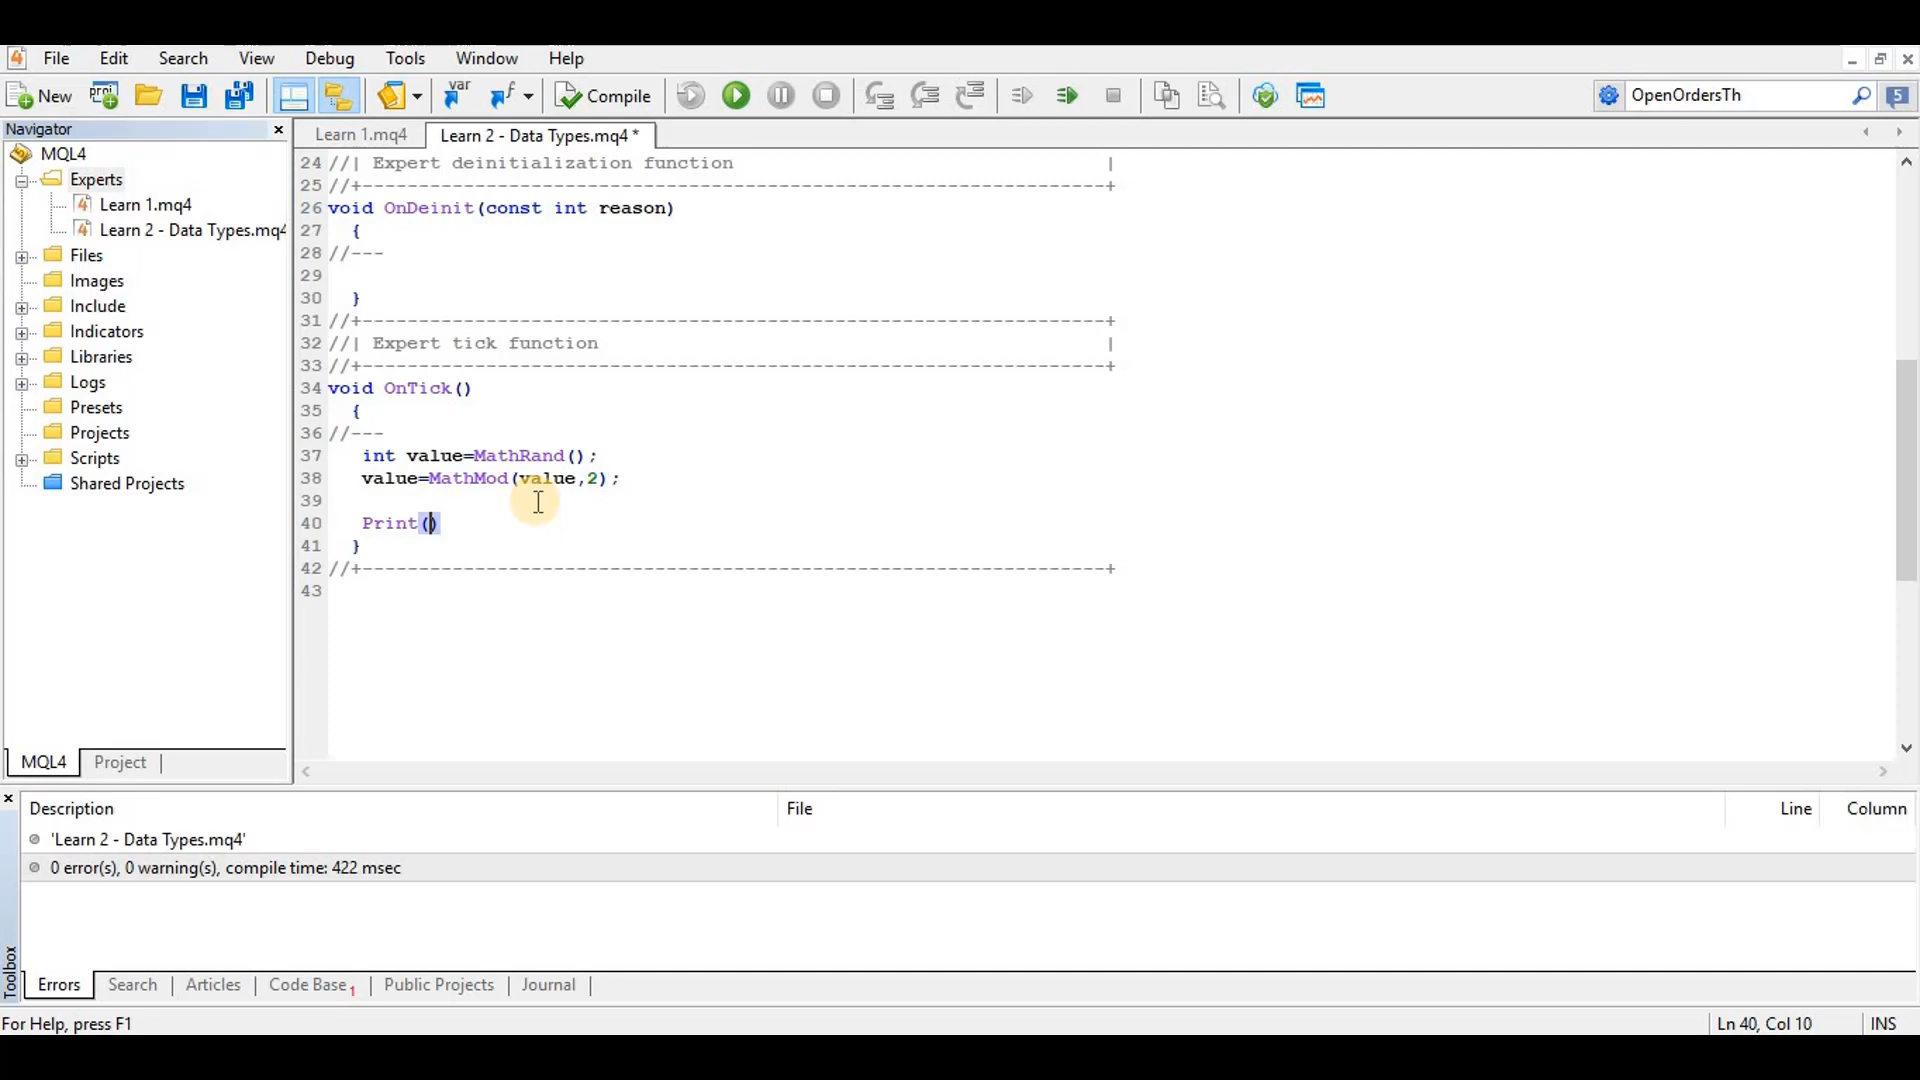 File Edit Search View Debug Tools Window Help
New Compile OpenOrdersTh 5
Navigator
MQL4
Experts
Learn 1.mq4
Learn 2 - Data Types.mq4
Files
Images
Include
Indicators
Libraries
Logs
Presets
Projects
Scripts
Shared Projects
MQL4 Project
Learn 1.mq4 Learn 2 - Data Types.mq4 *
24 //| Expert deinitialization function |
25 //+------------------------------------------------------------------+
26 void OnDeinit(const int reason)
27 {
28 //---
29
30 }
31 //+------------------------------------------------------------------+
32 //| Expert tick function |
33 //+------------------------------------------------------------------+
34 void OnTick()
35 {
36 //---
37 int value=MathRand();
38 value=MathMod(value,2);
39
40 Print()
41 }
42 //+------------------------------------------------------------------+
43
Description File Line Column
'Learn 2 - Data Types.mq4'
0 error(s), 0 warning(s), compile time: 422 msec
Toolbox
Errors Search Articles Code Base 1 Public Projects Journal
For Help, press F1 Ln 40, Col 10 INS